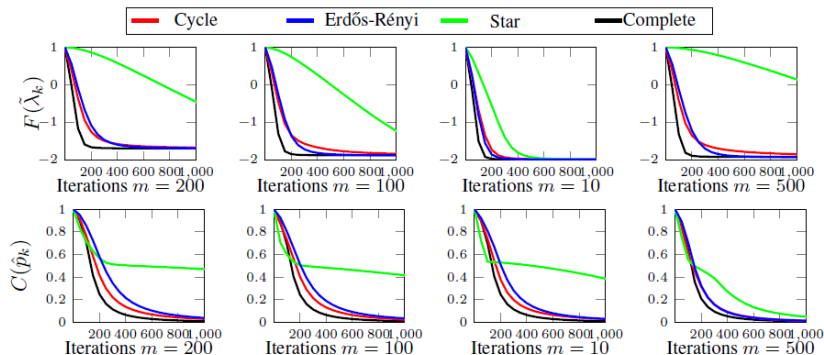 Cycle Erdős-Rényi Star Complete
1 1 1 1
0 0 0 0
−1 −1 −1 −1
−2 −2 −2 −2
F(λ̃k)
200 400 600 800 1,000 200 400 600 800 1,000 200 400 600 800 1,000 200 400 600 800 1,000
Iterations m = 200 Iterations m = 100 Iterations m = 10 Iterations m = 500
1 1 1 1
0.8 0.8 0.8 0.8
0.6 0.6 0.6 0.6
0.4 0.4 0.4 0.4
0.2 0.2 0.2 0.2
0 0 0 0
C(p̂k)
200 400 600 800 1,000 200 400 600 800 1,000 200 400 600 800 1,000 200 400 600 800 1,000
Iterations m = 200 Iterations m = 100 Iterations m = 10 Iterations m = 500